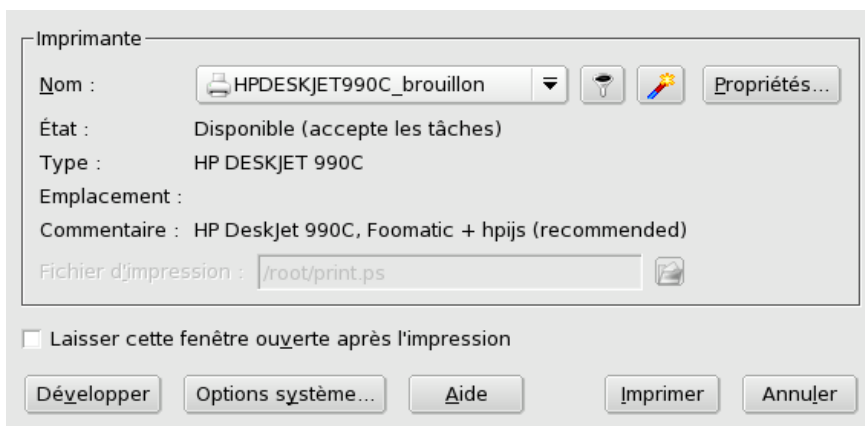 Imprimante
Nom : HPDESKJET990C_brouillon Propriétés...
État : Disponible (accepte les tâches)
Type : HP DESKJET 990C
Emplacement :
Commentaire : HP DeskJet 990C, Foomatic + hpijs (recommended)
Fichier d'impression : /root/print.ps
Laisser cette fenêtre ouverte après l'impression
Développer Options système... Aide Imprimer Annuler